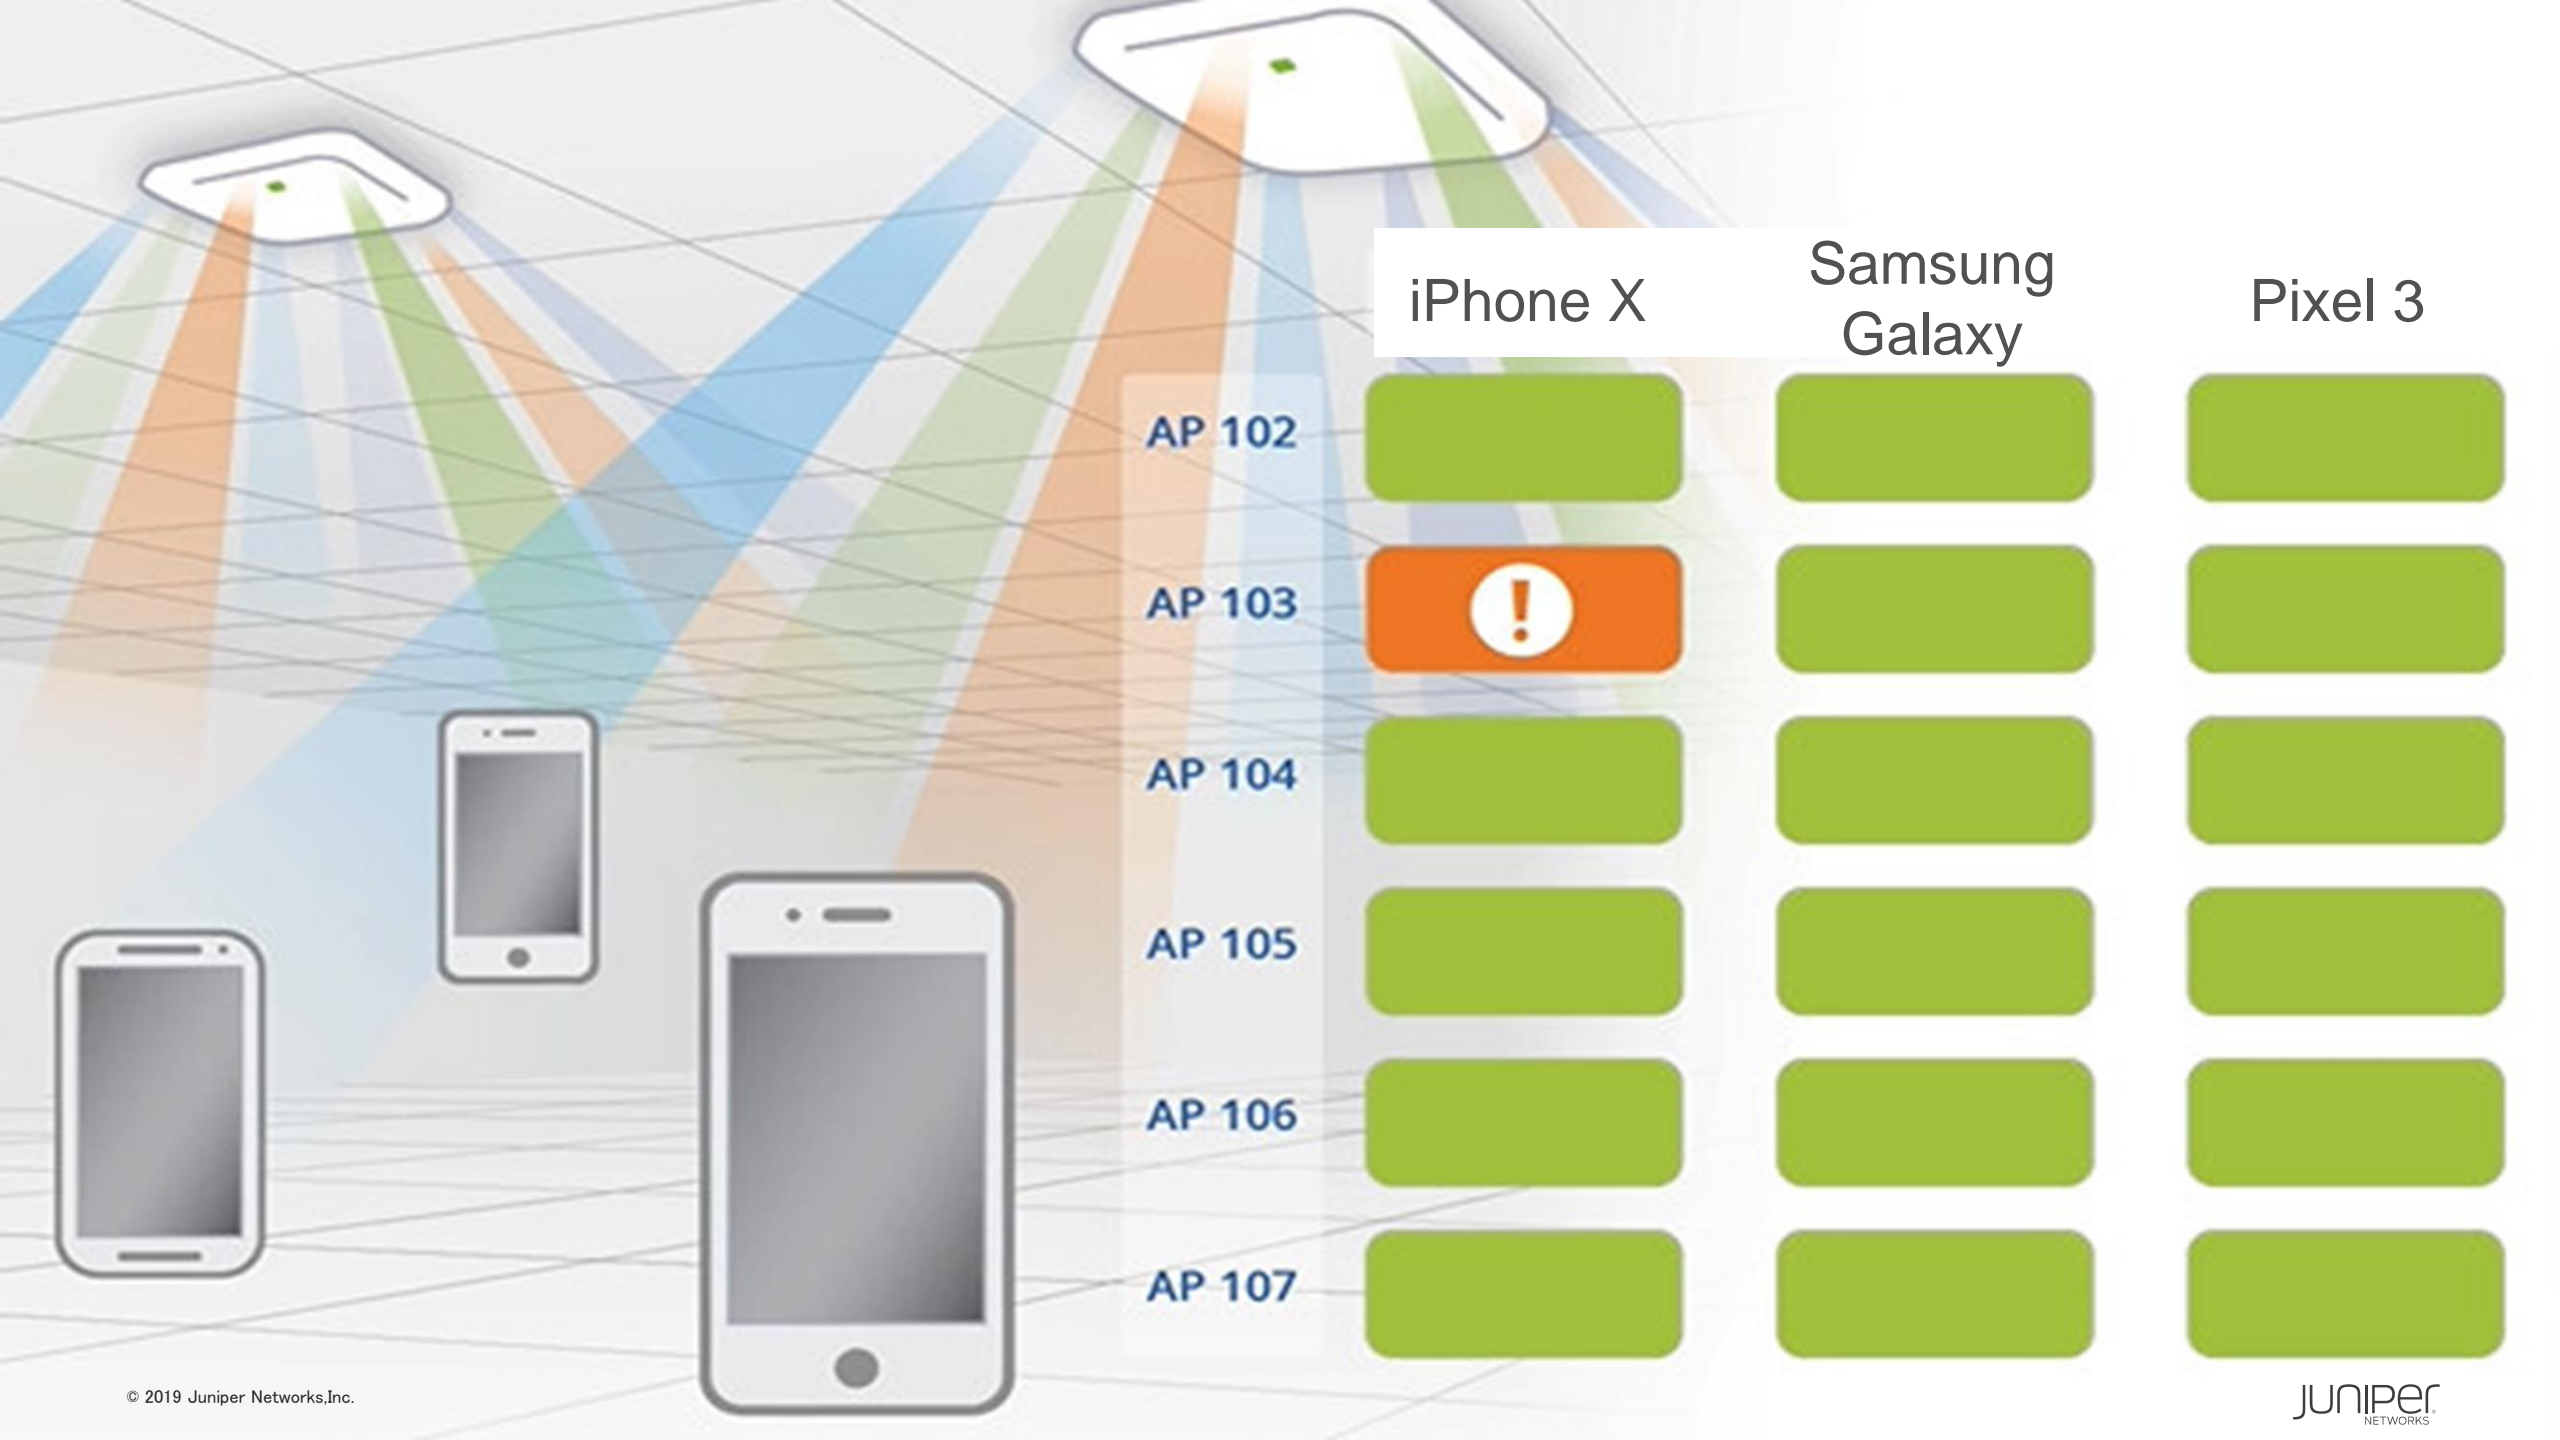 iPhone X
Samsung
Galaxy
Pixel 3
AP 102
AP 103
!
AP 104
AP 105
AP 106
AP 107
© 2019 Juniper Networks,Inc.
JUNIPER
NETWORKS